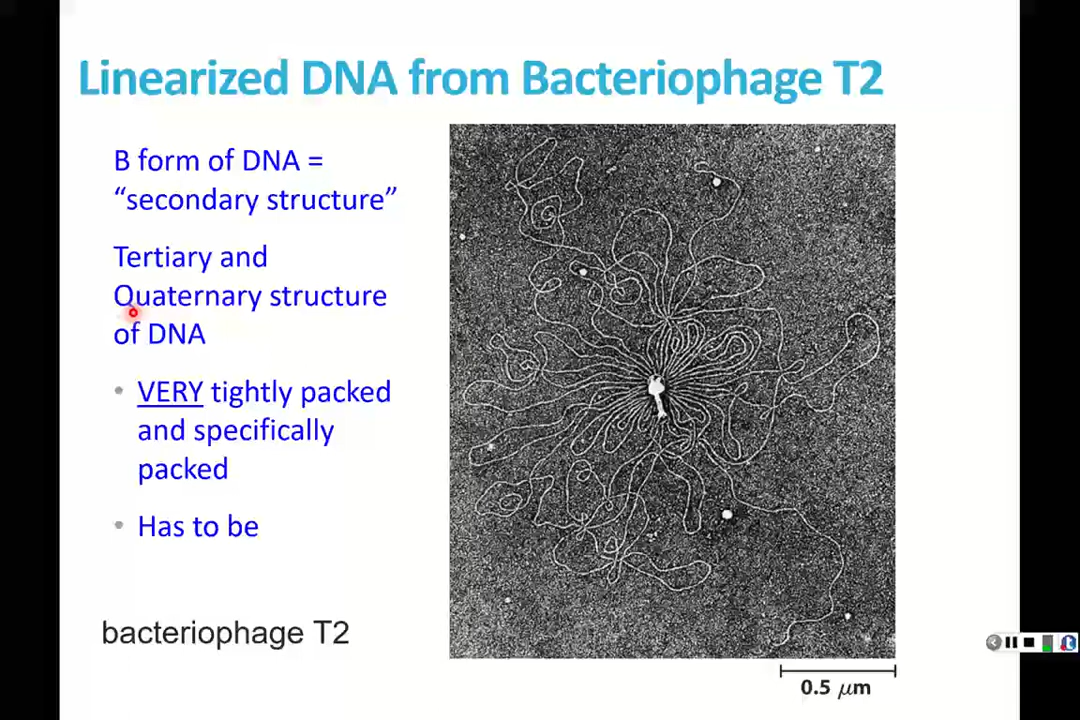 Linearized DNA from Bacteriophage T2
B form of DNA =
“secondary structure”
Tertiary and
Quaternary structure
of DNA
• VERY tightly packed
and specifically
packed
• Has to be
bacteriophage T2
0.5 μm